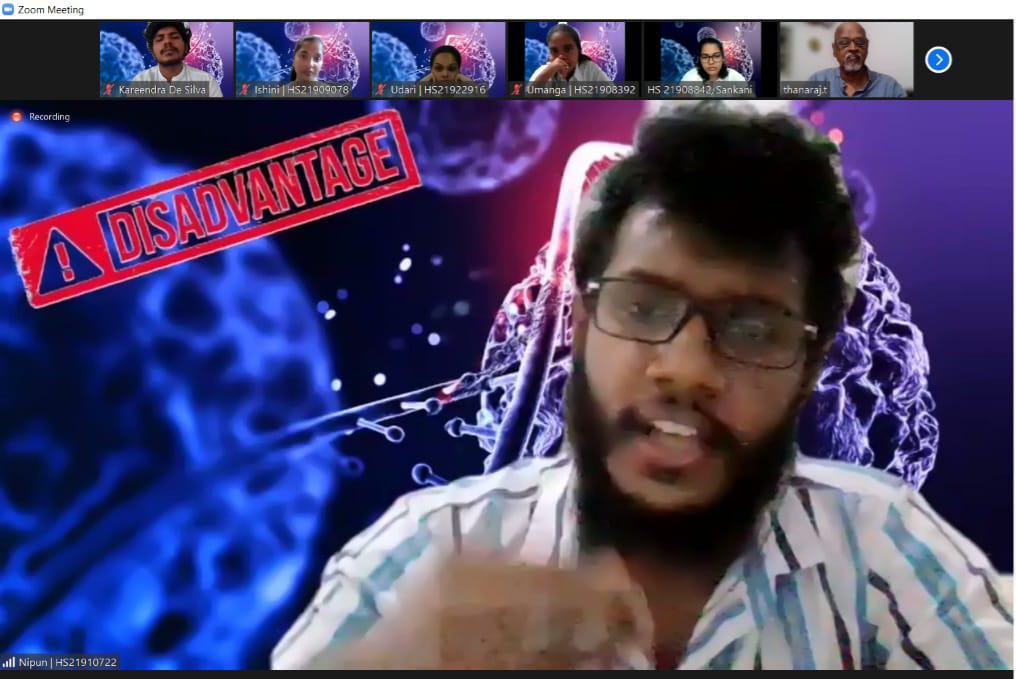 Zoom Meeting
Kareendra De Silva
Ishini | HS21909078
Udari | HS21922916
Umanga | HS21908392
HS 21908842, Sankani
thanaraj.t
Recording
DISADVANTAGE
Nipun | HS21910722